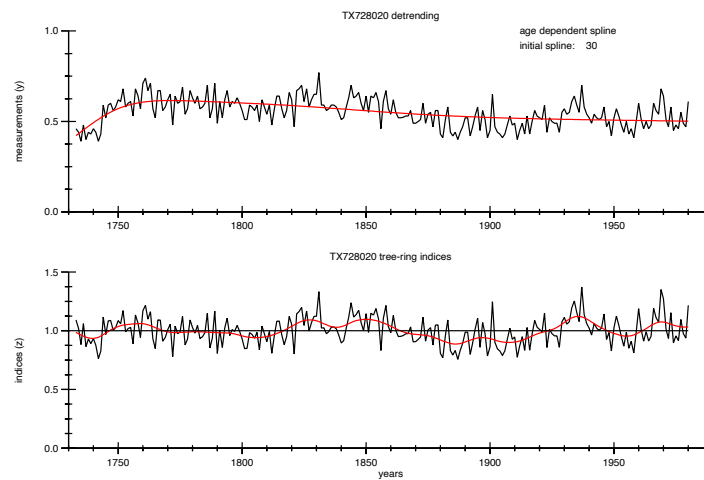 TX728020 detrending
age dependent spline
initial spline: 30
measurements (y)
1.0
0.5
0.0
1750 1800 1850 1900 1950
TX728020 tree-ring indices
indices (z)
1.5
1.0
0.5
0.0
1750 1800 1850 1900 1950
years